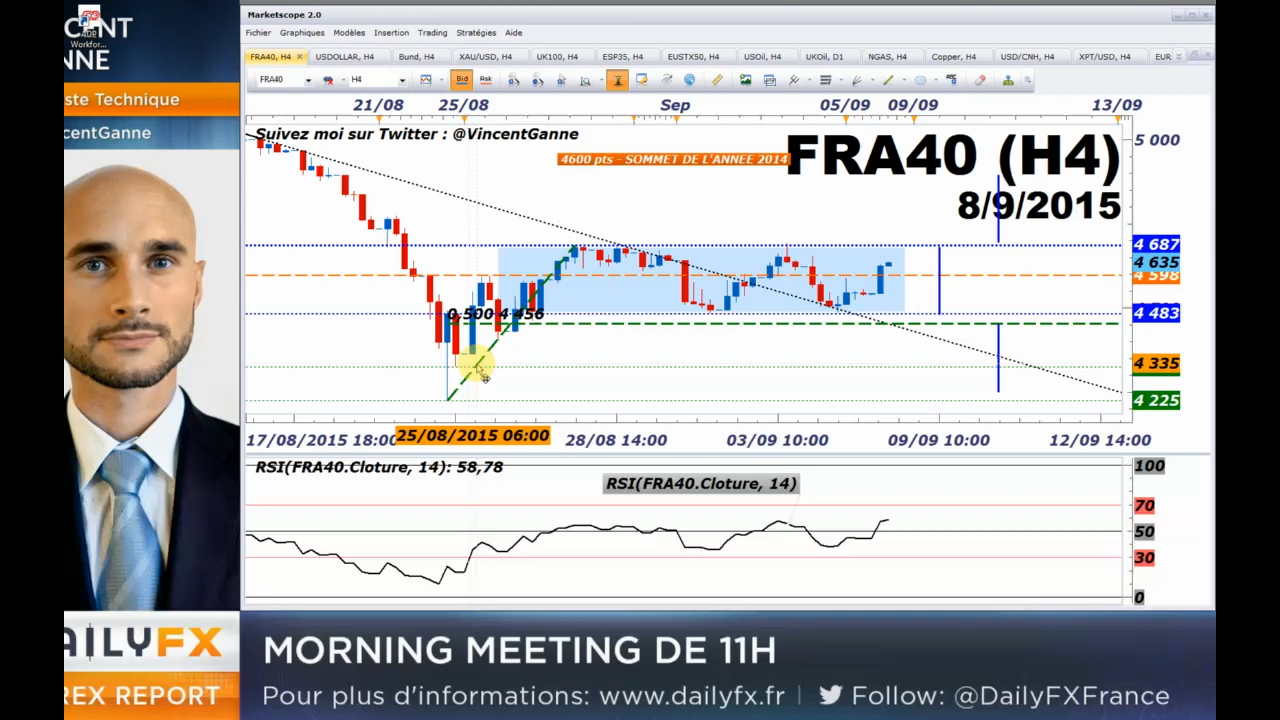 CENT
NNE
ADP
Workfor...
ste Technique
centGanne
Marketscope 2.0
Fichier Graphiques Modèles Insertion Trading Stratégies Aide
FRA40, H4 USDOLLAR, H4 Bund, H4 XAU/USD, H4 UK100, H4 ESP35, H4 EUSTX50, H4 USOil, H4 UKOil, D1 NGAS, H4 Copper, H4 USD/CNH, H4 XPT/USD, H4 EUR
FRA40 H4 Bid Ask
21/08 25/08 Sep 05/09 09/09 13/09
Suivez moi sur Twitter : @VincentGanne
4600 pts - SOMMET DE L'ANNEE 2014
FRA40 (H4)
8/9/2015
5 000
4 687
4 635
4 598
4 483
0,500 4 456
4 335
4 225
17/08/2015 18:00 25/08/2015 06:00 28/08 14:00 03/09 10:00 09/09 10:00 12/09 14:00
RSI(FRA40.Cloture, 14): 58,78
RSI(FRA40.Cloture, 14)
100
70
50
30
0
AILYFX
REX REPORT
MORNING MEETING DE 11H
Pour plus d'informations: www.dailyfx.fr | Follow: @DailyFXFrance